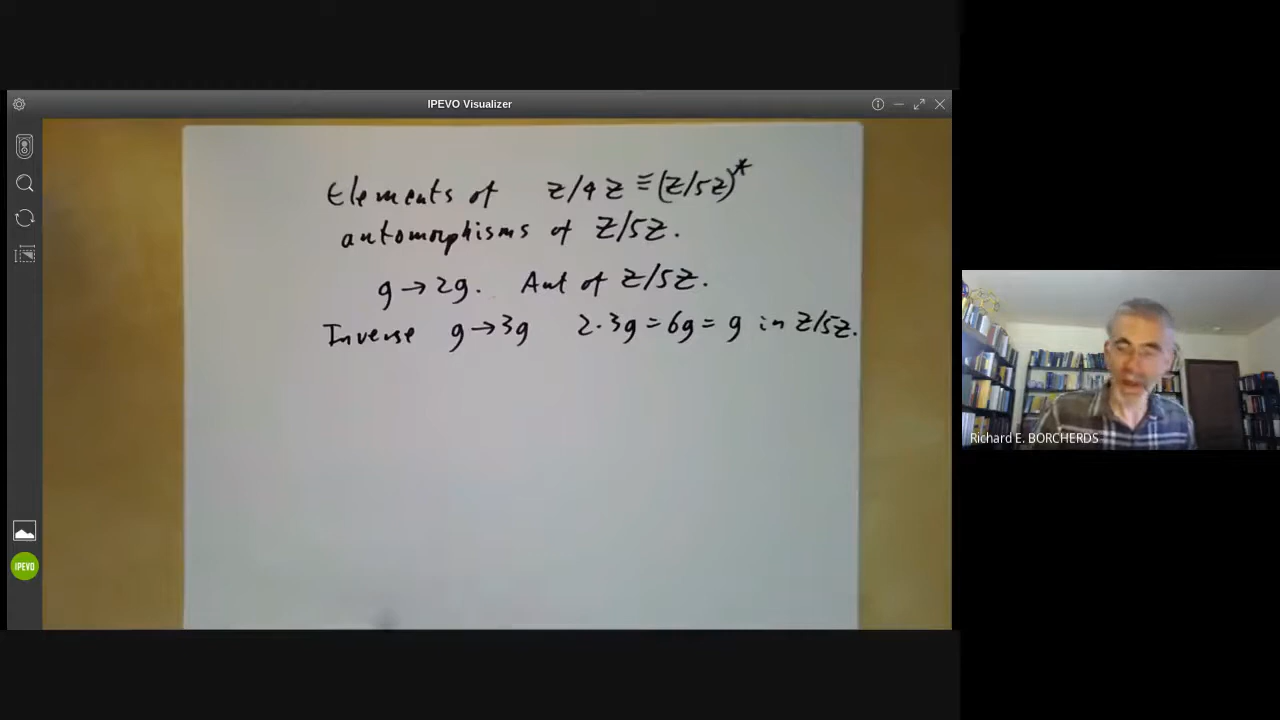 IPEVO Visualizer
Elements of Z/4Z ≡ (Z/5Z)*
automorphisms of Z/5Z.
g → 2g. Aut of Z/5Z.
Inverse g → 3g 2·3g = 6g = g in Z/5Z.
Richard E. BORCHERDS
IPEVO